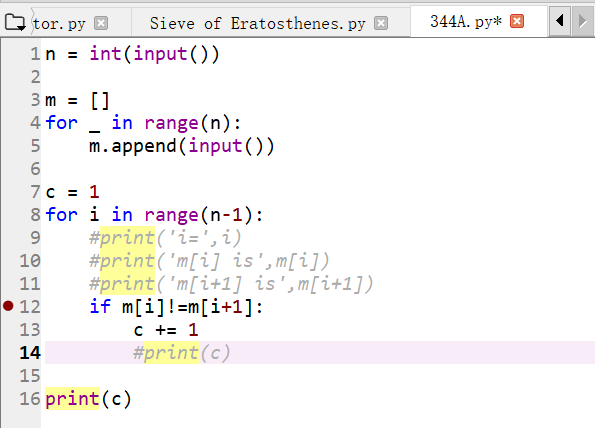 tor.py Sieve of Eratosthenes.py 344A.py*
1 n = int(input())
2
3 m = []
4 for _ in range(n):
5     m.append(input())
6
7 c = 1
8 for i in range(n-1):
9     #print('i=',i)
10     #print('m[i] is',m[i])
11     #print('m[i+1] is',m[i+1])
12     if m[i]!=m[i+1]:
13         c += 1
14         #print(c)
15
16 print(c)